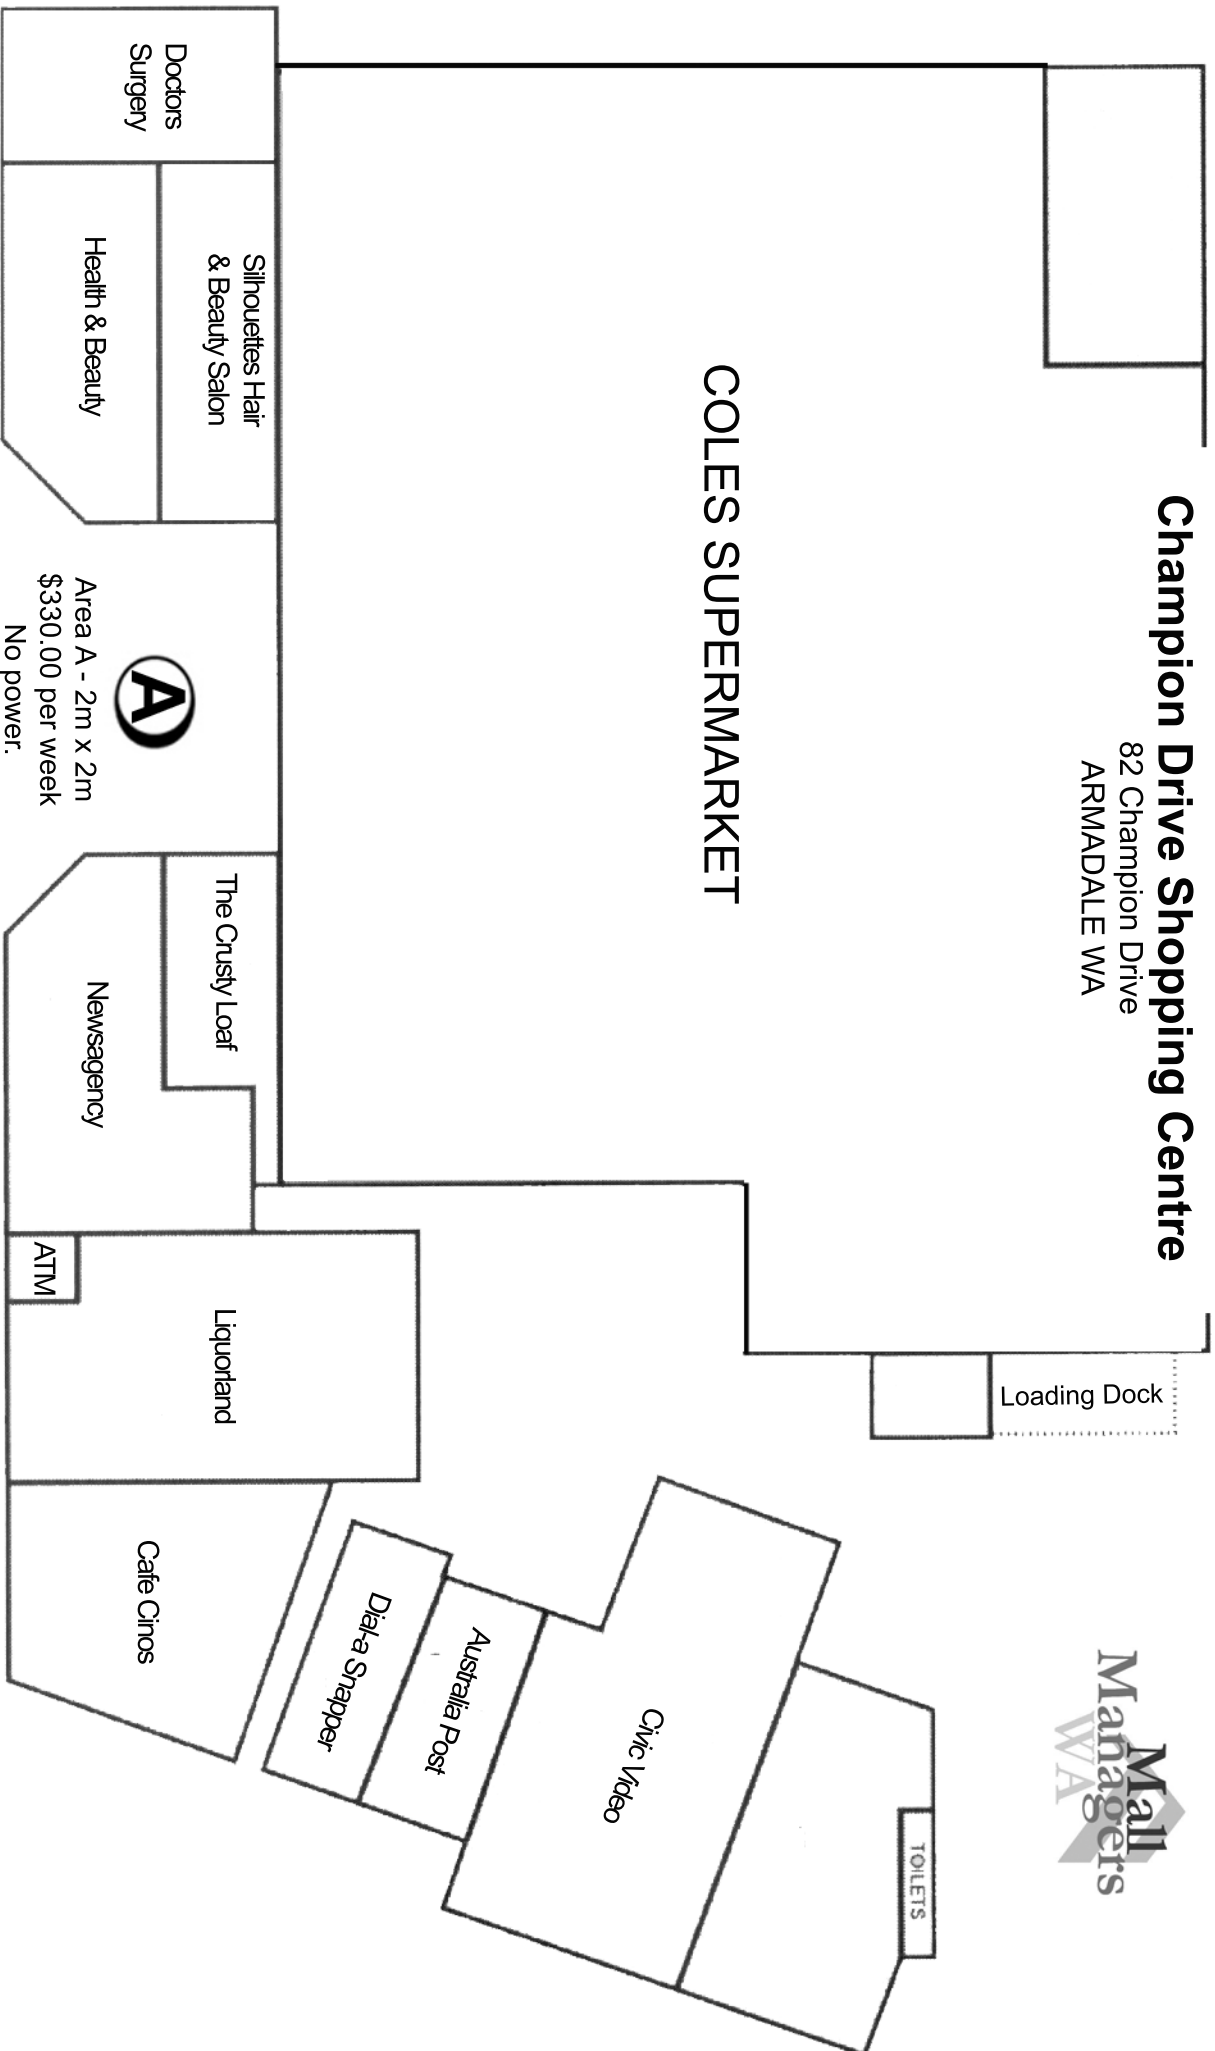 Champion Drive Shopping Centre
82 Champion Drive
ARMADALE WA
Mall
Managers
WA
Loading Dock
COLES SUPERMARKET
TOILETS
Civic Video
Australia Post
Dial-a Snapper
Doctors
Surgery
Silhouettes Hair
& Beauty Salon
Health & Beauty
A
Area A - 2m x 2m
$330.00 per week
No power.
The Crusty Loaf
Newsagency
Liquorland
ATM
Cafe Cinos